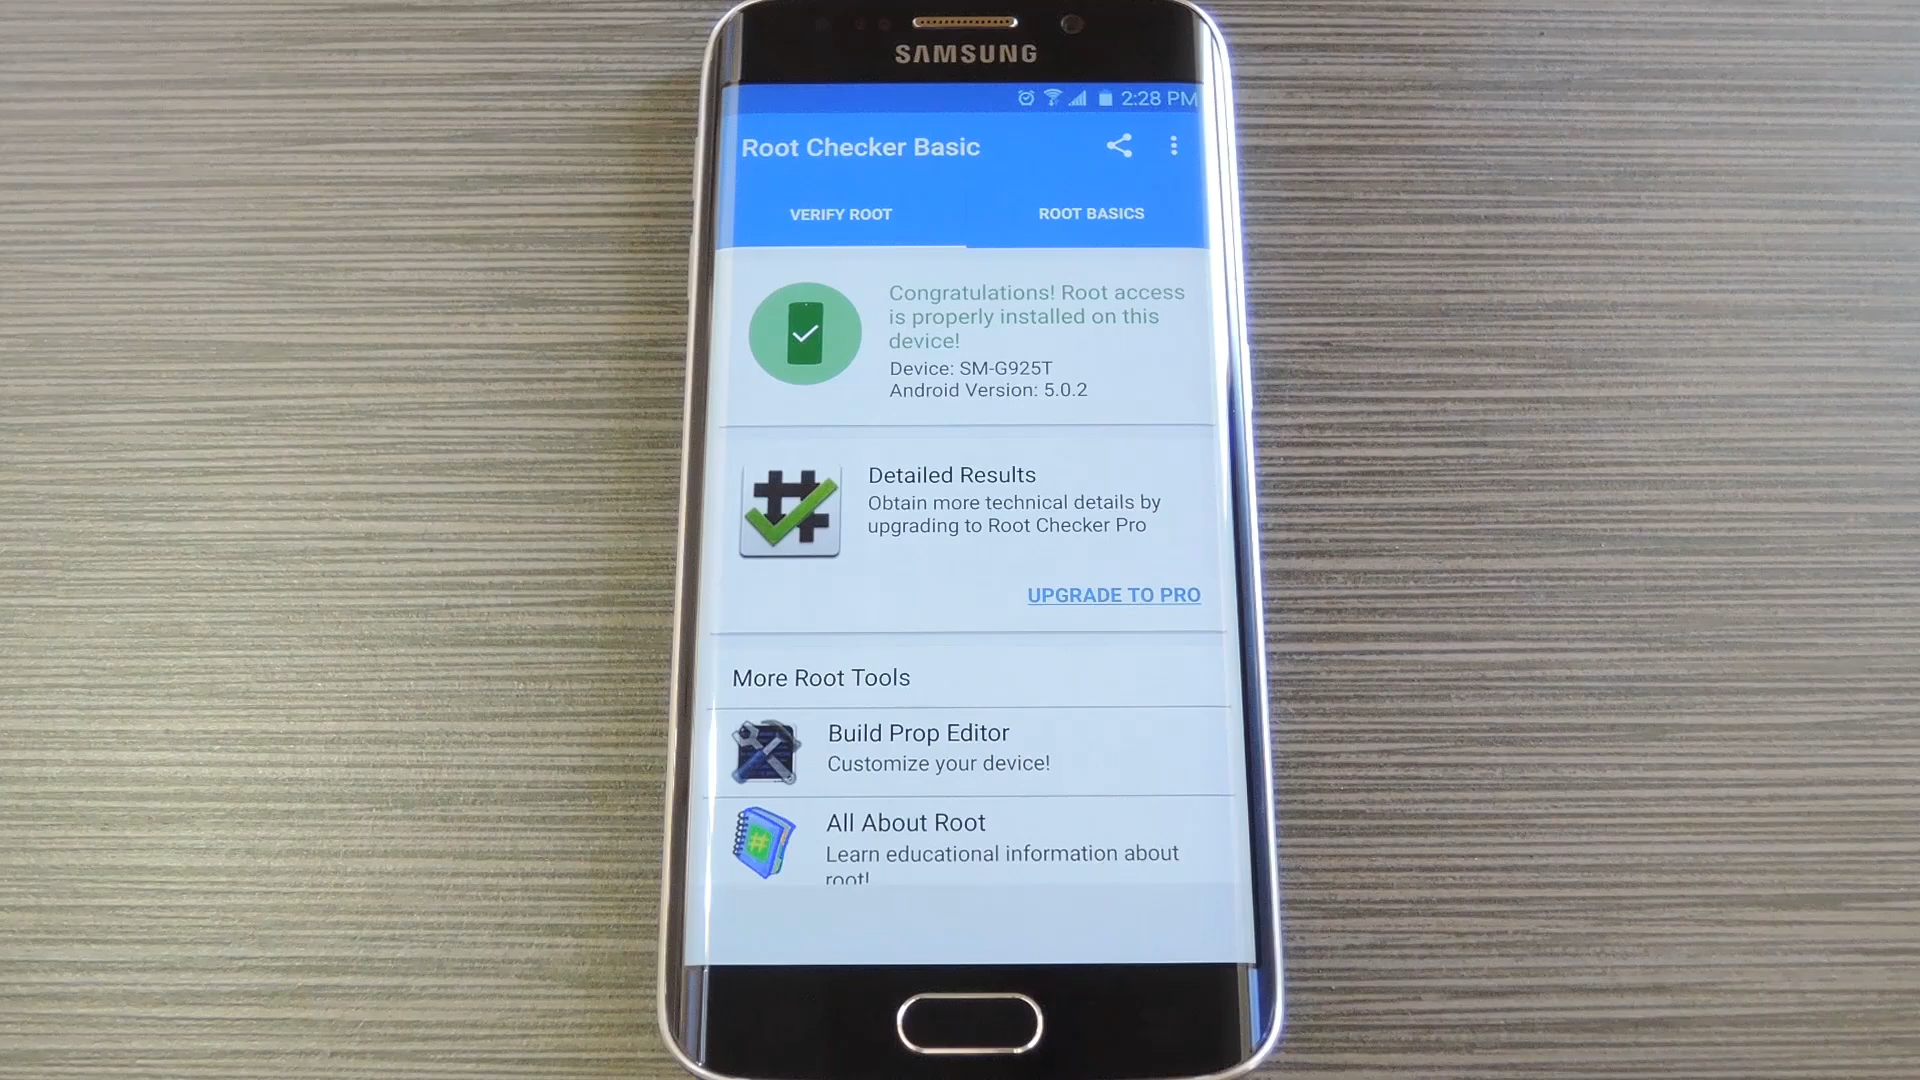 SAMSUNG
2:28 PM
Root Checker Basic
VERIFY ROOT
ROOT BASICS
Congratulations! Root access
is properly installed on this
device!
Device: SM-G925T
Android Version: 5.0.2
Detailed Results
Obtain more technical details by
upgrading to Root Checker Pro
UPGRADE TO PRO
More Root Tools
Build Prop Editor
Customize your device!
All About Root
Learn educational information about
root!